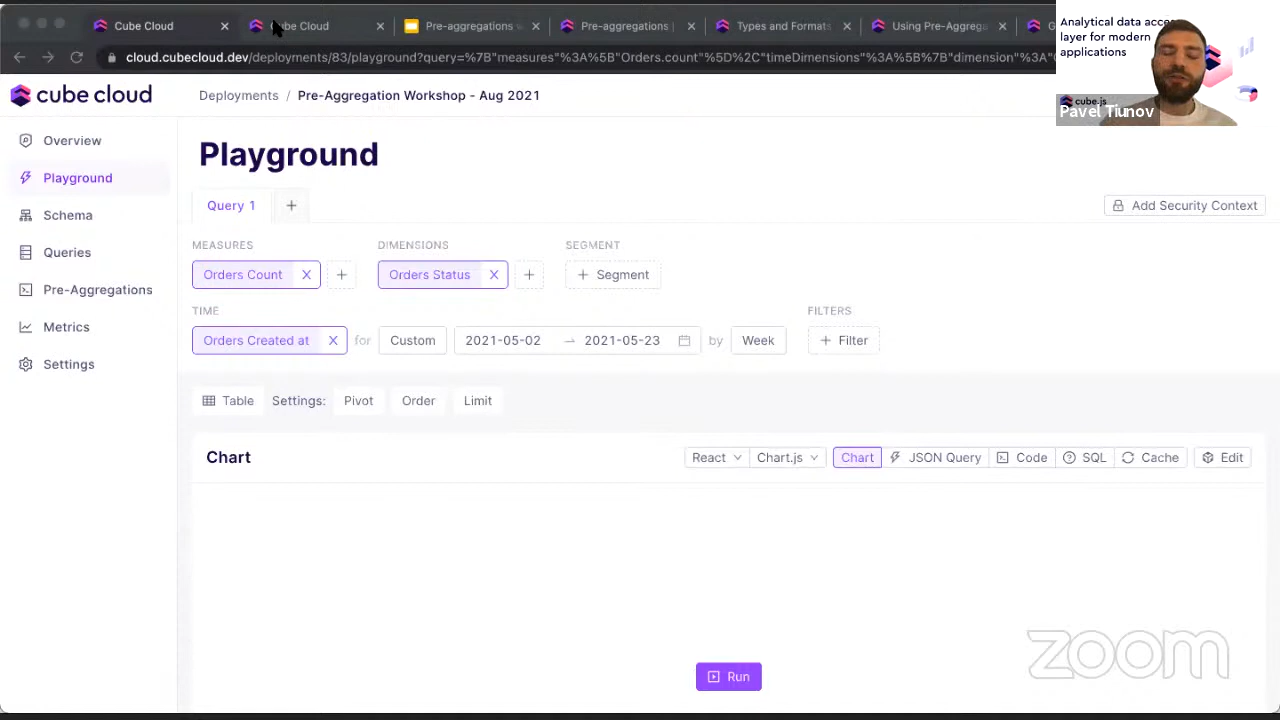 Cube Cloud
Cube Cloud
Pre-aggregations w
Pre-aggregations |
Types and Formats
Using Pre-Aggrega
cloud.cubecloud.dev/deployments/83/playground?query=%7B"measures"%3A%5B"Orders.count"%5D%2C"timeDimensions"%3A%5B%7B"dimension"%
Analytical data acce
layer for modern
applications
cube.js
Pavel Tiunov
cube cloud
Deployments / Pre-Aggregation Workshop - Aug 2021
Overview
Playground
Schema
Queries
Pre-Aggregations
Metrics
Settings
Playground
Query 1 +
Add Security Context
MEASURES DIMENSIONS SEGMENT
Orders Count X + Orders Status X + + Segment
TIME FILTERS
Orders Created at X for Custom 2021-05-02 → 2021-05-23 by Week + Filter
Table Settings: Pivot Order Limit
Chart React Chart.js Chart JSON Query Code SQL Cache Edit
Run
zoom